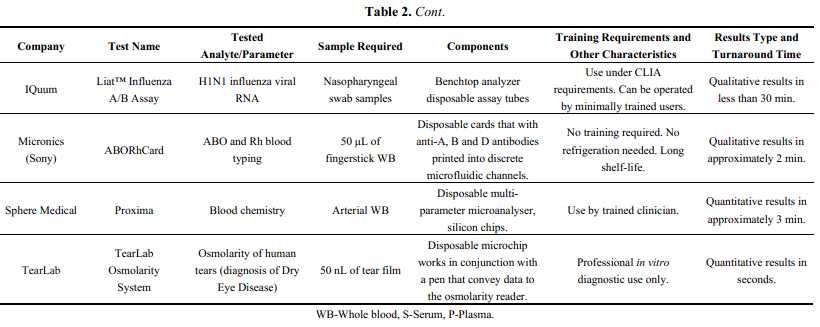 Table 2. Cont.
Company
Test Name
Tested
Analyte/Parameter
Sample Required
Components
Training Requirements and
Other Characteristics
Results Type and
Turnaround Time
IQuum
Liat™ Influenza
A/B Assay
H1N1 influenza viral
RNA
Nasopharyngeal
swab samples
Benchtop analyzer
disposable assay tubes
Use under CLIA
requirements. Can be operated
by minimally trained users.
Qualitative results in
less than 30 min.
Micronics
(Sony)
ABORhCard
ABO and Rh blood
typing
50 µL of
fingerstick WB
Disposable cards that with
anti-A, B and D antibodies
printed into discrete
microfluidic channels.
No training required. No
refrigeration needed. Long
shelf-life.
Qualitative results in
approximately 2 min.
Sphere Medical
Proxima
Blood chemistry
Arterial WB
Disposable multi-
parameter microanalyser,
silicon chips.
Use by trained clinician.
Quantitative results in
approximately 3 min.
TearLab
TearLab
Osmolarity
System
Osmolarity of human
tears (diagnosis of Dry
Eye Disease)
50 nL of tear film
Disposable microchip
works in conjunction with
a pen that convey data to
the osmolarity reader.
Professional in vitro
diagnostic use only.
Quantitative results in
seconds.
WB-Whole blood, S-Serum, P-Plasma.